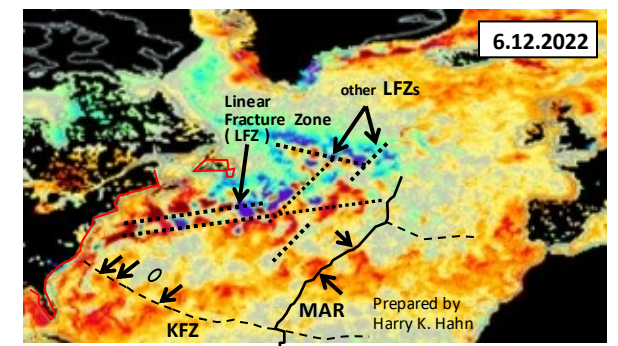 6.12.2022
other LFZs
Linear
Fracture Zone
( LFZ )
MAR
KFZ
Prepared by
Harry K. Hahn